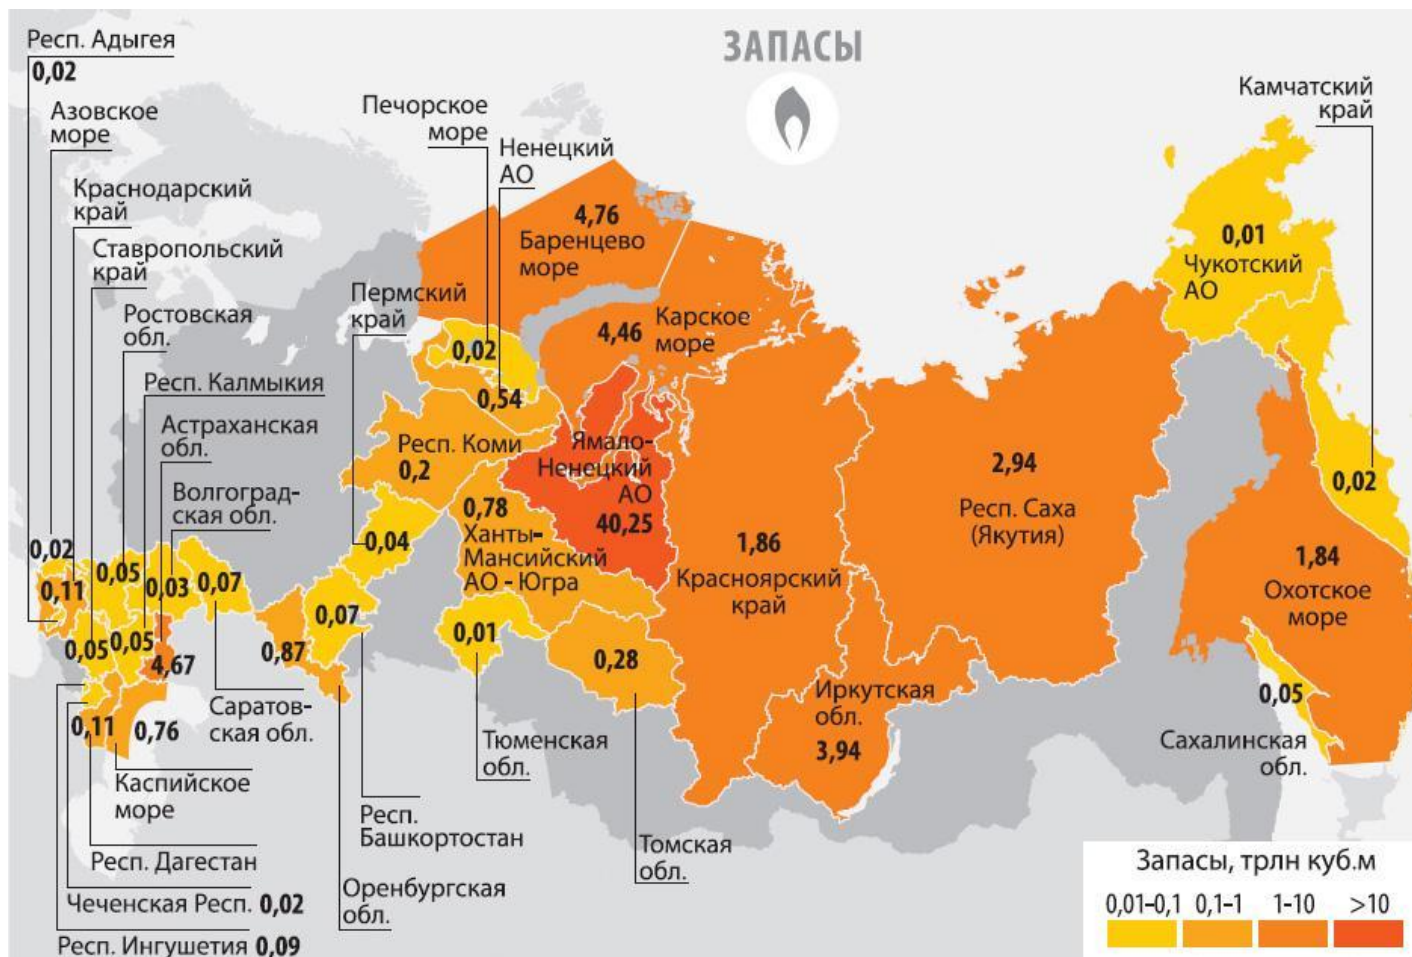 ЗАПАСЫ
Респ. Адыгея
0,02
Азовское
море
Краснодарский
край
Ставропольский
край
Ростовская
обл.
Респ. Калмыкия
Астраханская
обл.
Волгоград-
ская обл.
Печорское
море
Ненецкий
АО
Пермский
край
Камчатский
край
4,76
Баренцево
море
4,46
Карское
море
0,02
0,54
Респ. Коми
0,2
Ямало-
Ненецкий
АО
40,25
0,78
Ханты-
Мансийский
АО - Югра
0,04
0,01
Чукотский
АО
2,94
Респ. Саха
(Якутия)
1,86
Красноярский
край
0,02
1,84
Охотское
море
0,02
0,11
0,05
0,03
0,07
0,05
0,05
4,67
0,87
0,07
0,01
0,28
Иркутская
обл.
3,94
0,05
Сахалинская
обл.
0,11
0,76
Саратов-
ская обл.
Тюменская
обл.
Каспийское
море
Респ.
Башкортостан
Томская
обл.
Респ. Дагестан
Чеченская Респ. 0,02
Оренбургская
обл.
Респ. Ингушетия 0,09
Запасы, трлн куб.м
0,01-0,1 0,1-1 1-10 >10